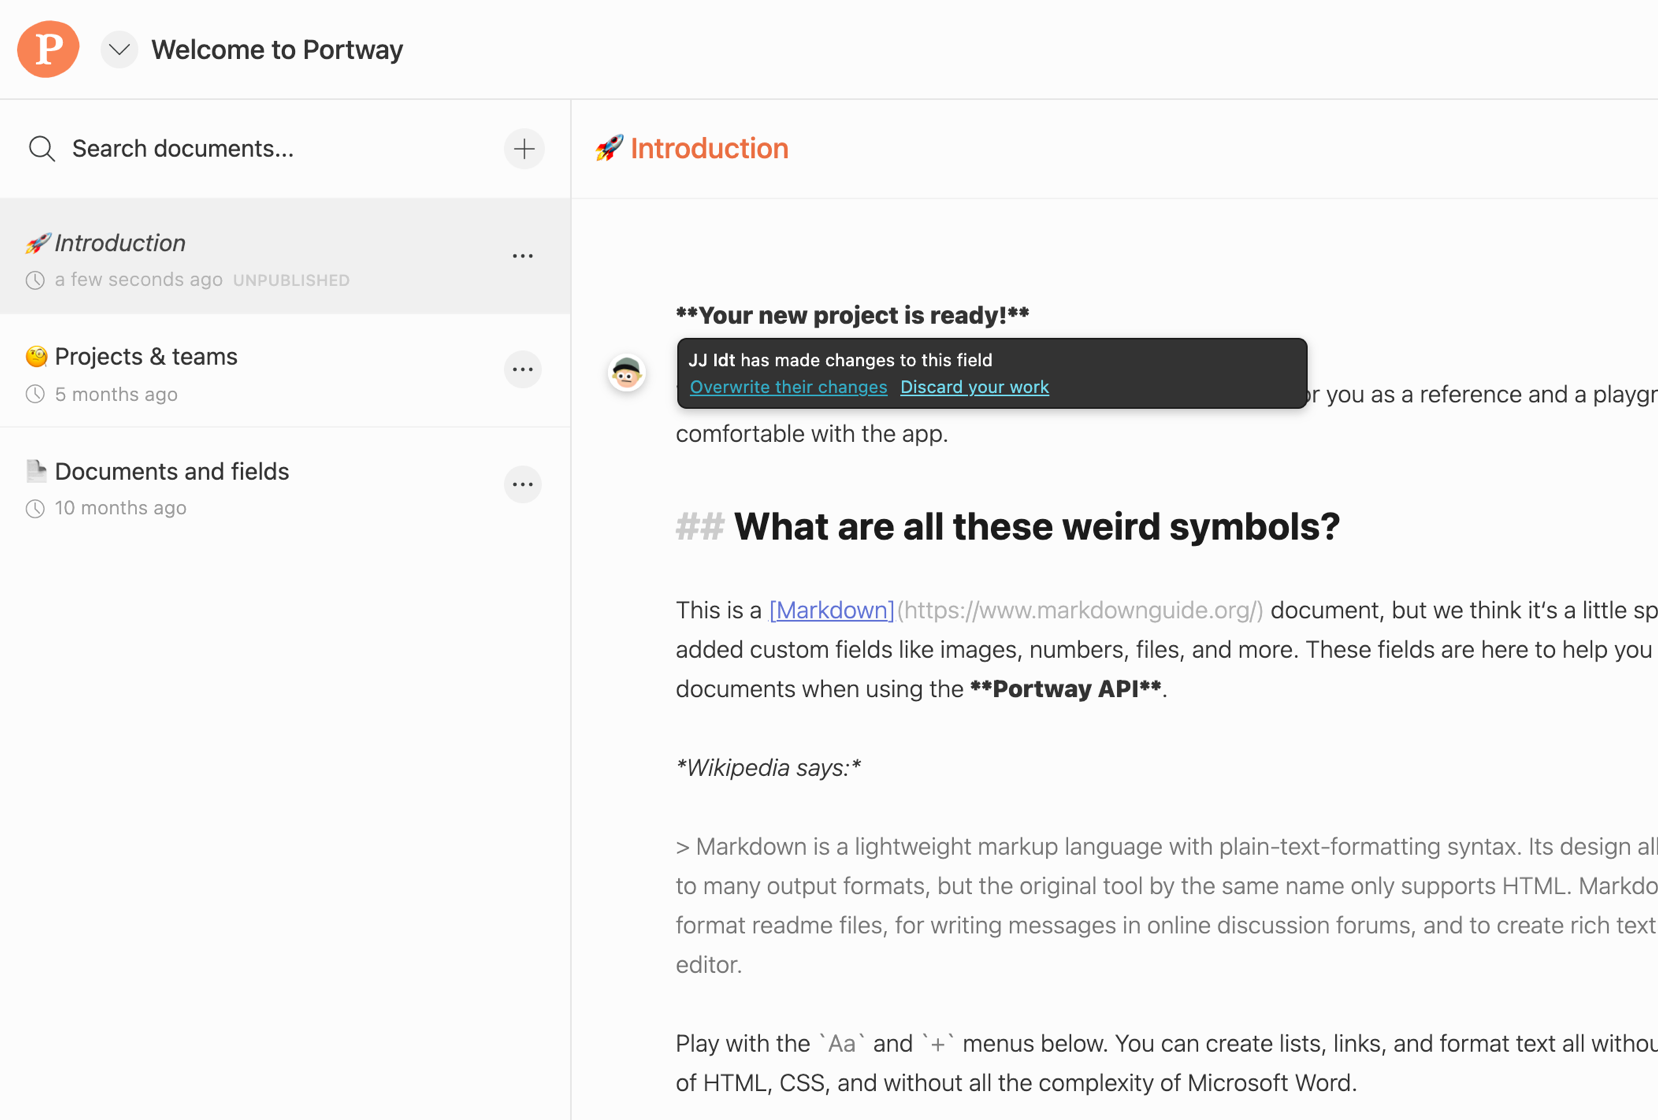 P
Welcome to Portway
Search documents...
🚀 Introduction
a few seconds ago UNPUBLISHED
Projects & teams
5 months ago
Documents and fields
10 months ago
🚀 Introduction
**Your new project is ready!**
JJ Idt has made changes to this field
Overwrite their changes Discard your work
or you as a reference and a playgr
comfortable with the app.
## What are all these weird symbols?
This is a [Markdown](https://www.markdownguide.org/) document, but we think it‘s a little sp
added custom fields like images, numbers, files, and more. These fields are here to help you
documents when using the **Portway API**.
*Wikipedia says:*
> Markdown is a lightweight markup language with plain-text-formatting syntax. Its design all
to many output formats, but the original tool by the same name only supports HTML. Markdo
format readme files, for writing messages in online discussion forums, and to create rich text
editor.
Play with the `Aa` and `+` menus below. You can create lists, links, and format text all withou
of HTML, CSS, and without all the complexity of Microsoft Word.